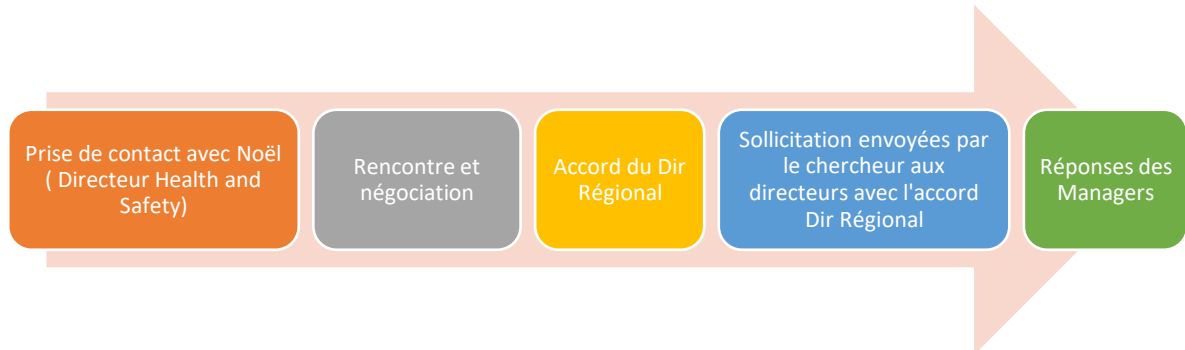 Prise de contact avec Noël
( Directeur Health and
Safety)
Rencontre et
négociation
Accord du Dir
Régional
Sollicitation envoyées par
le chercheur aux
directeurs avec l'accord
Dir Régional
Réponses des
Managers